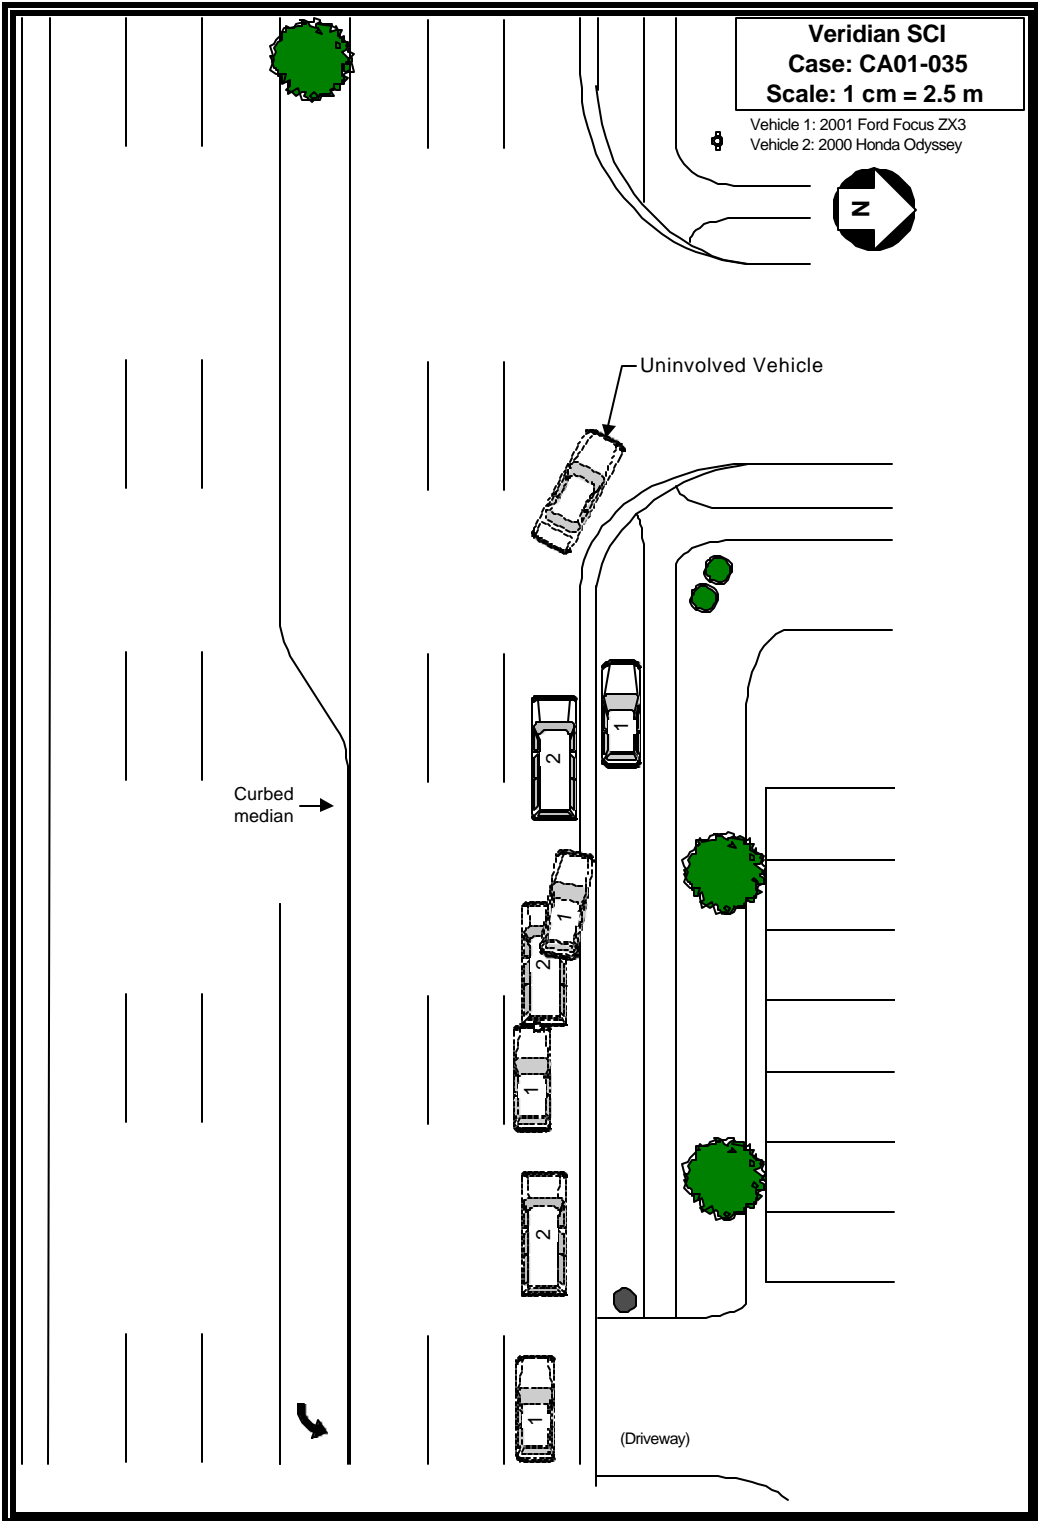 Veridian SCI
Case: CA01-035
Scale: 1 cm = 2.5 m
Vehicle 1: 2001 Ford Focus ZX3
Vehicle 2: 2000 Honda Odyssey
N
Uninvolved Vehicle
1
2
Curbed
median
1
2
1
2
1
(Driveway)